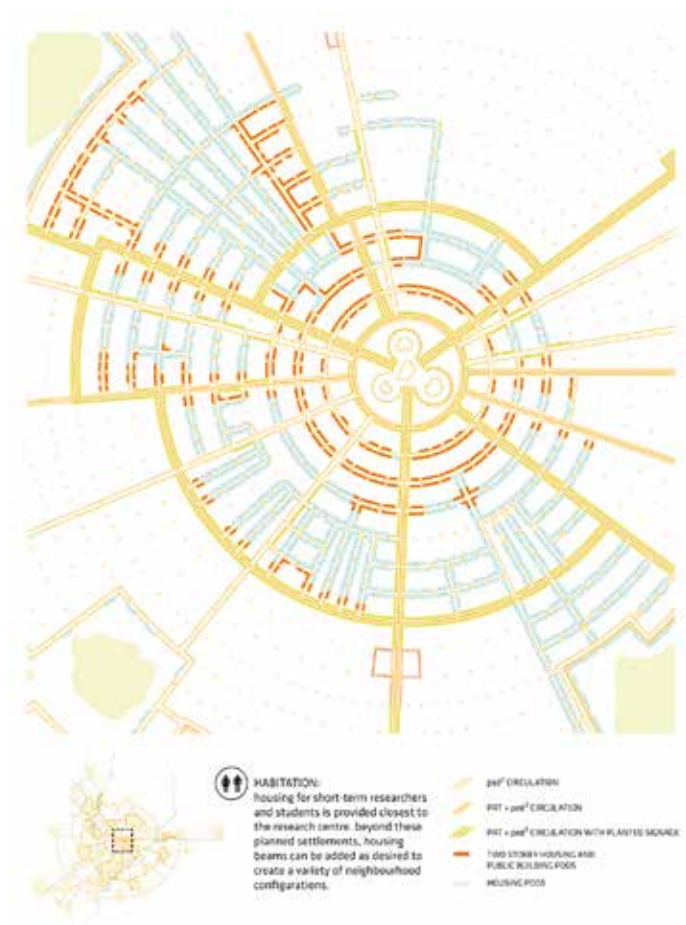 HABITATION:
housing for short-term researchers
and students is provided closest to
the research centre. beyond these
planned settlements, housing
beams can be added as desired to
create a variety of neighbourhood
configurations.
ped² CIRCULATION
PRT + ped² CIRCULATION
PRT + ped² CIRCULATION WITH PLANTED SIGNAGE
TWO STOREY HOUSING AND
PUBLIC BUILDING PODS
HOUSING PODS